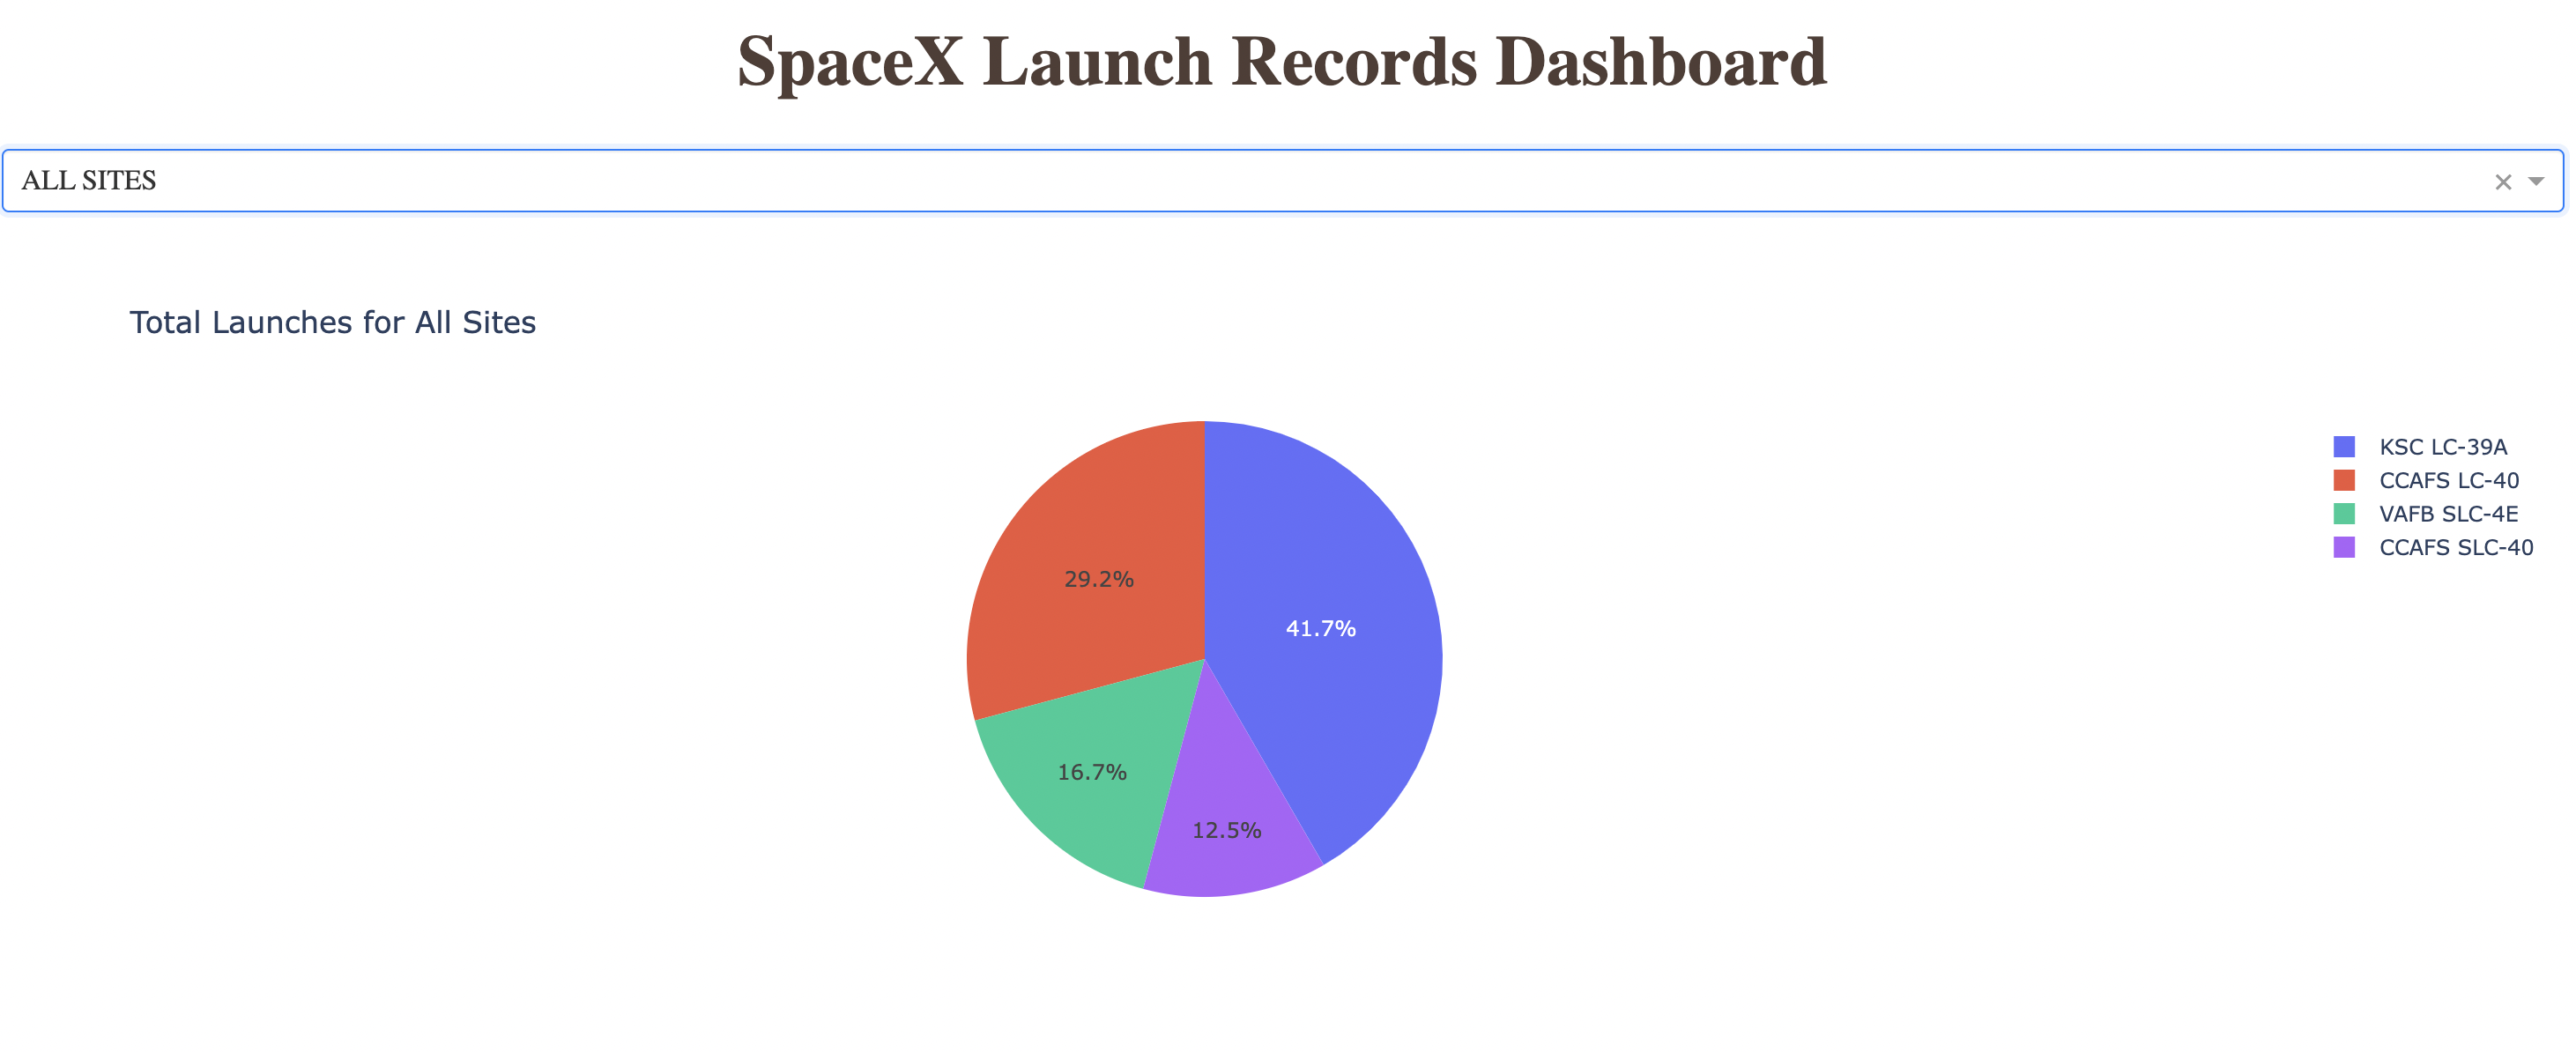 SpaceX Launch Records Dashboard
ALL SITES
Total Launches for All Sites
KSC LC-39A
CCAFS LC-40
VAFB SLC-4E
CCAFS SLC-40
29.2%
41.7%
16.7%
12.5%